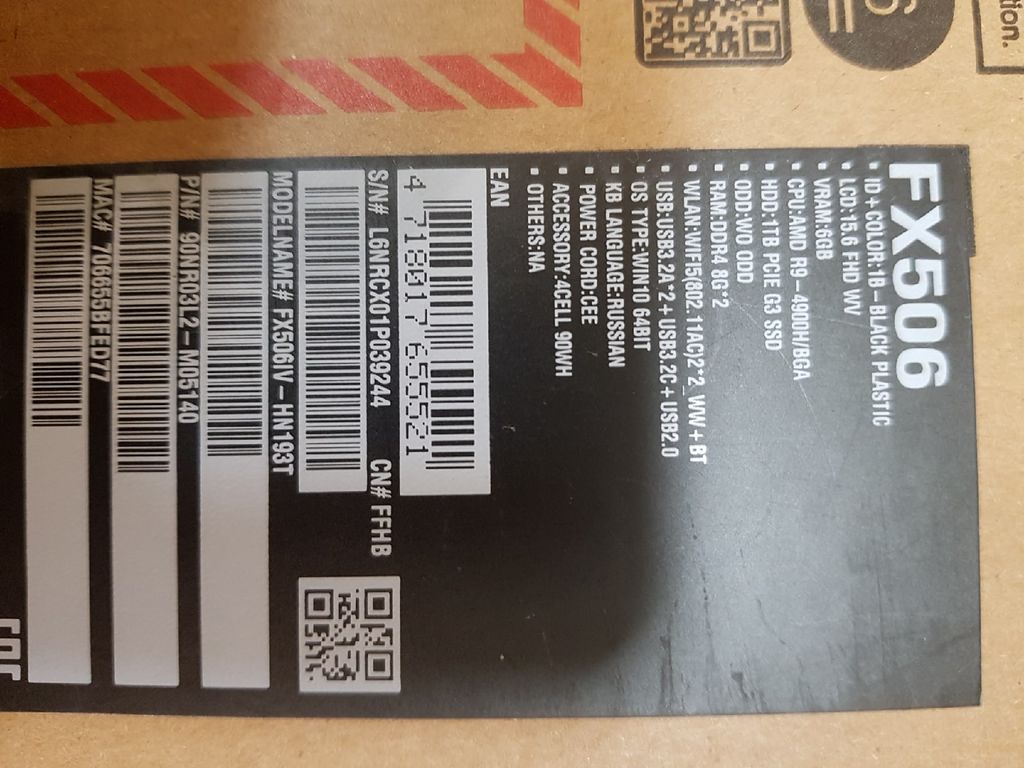 FX506
▪ ID+COLOR:1B-BLACK PLASTIC
▪ LCD:15.6 FHD WV
▪ VRAM:6GB
▪ CPU:AMD R9-4900H/BGA
▪ HDD:1TB PCIE G3 SSD
▪ ODD:WO ODD
▪ RAM:DDR4 8G*2
▪ WLAN:WIFI5(802.11AC)2*2_WW+BT
▪ USB:USB3.2A*2+USB3.2C+USB2.0
▪ OS TYPE:WIN10 64BIT
▪ KB LANGUAGE:RUSSIAN
▪ POWER CORD:CEE
▪ ACCESSORY:4CELL 90WH
▪ OTHERS:NA
EAN
4 718017 655521
S/N# L6NRCX01P039244 CN# FFHB
MODELNAME# FX506IV-HN193T
P/N# 90NR03L2-M05140
MAC# 706655BFED77